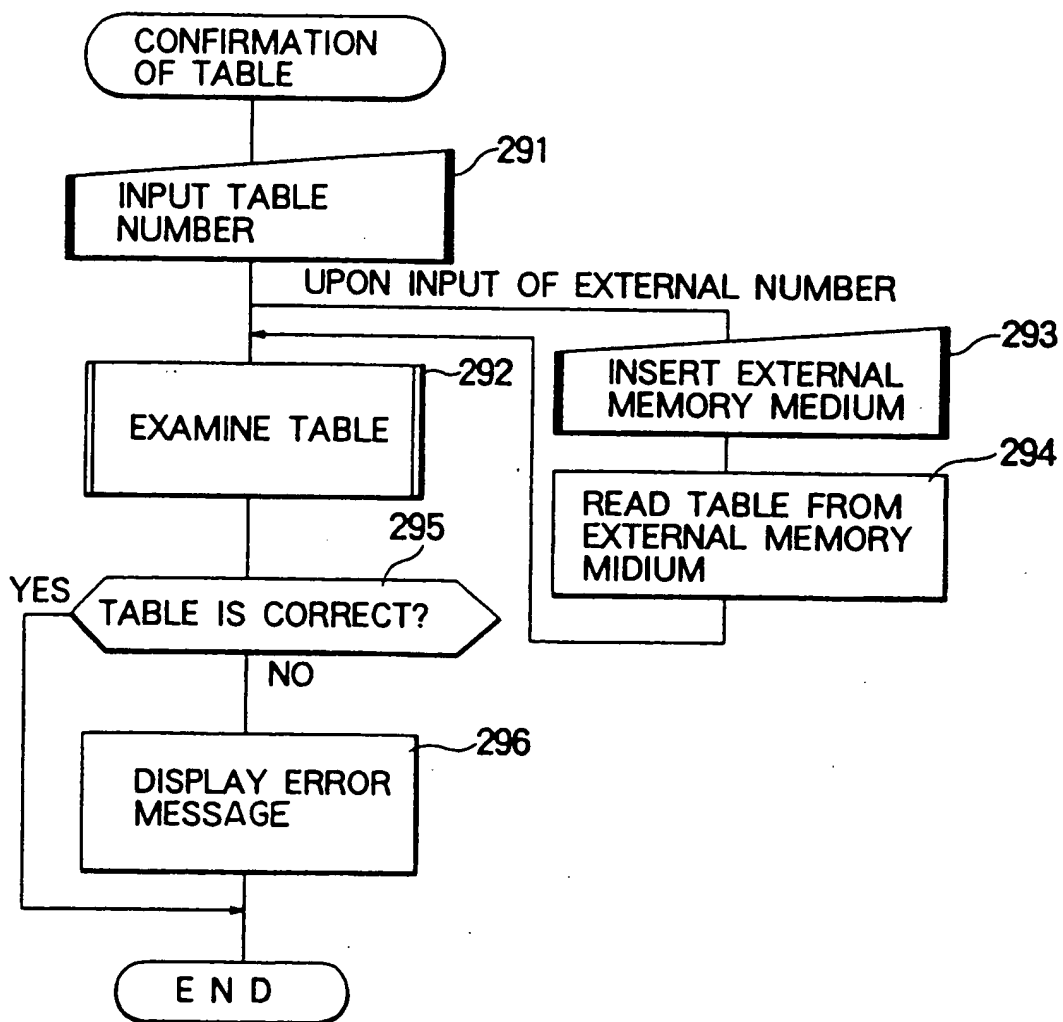 CONFIRMATION
OF TABLE
291
INPUT TABLE
NUMBER
UPON INPUT OF EXTERNAL NUMBER
293
INSERT EXTERNAL
MEMORY MEDIUM
292
EXAMINE TABLE
294
READ TABLE FROM
EXTERNAL MEMORY
MIDIUM
295
YES
TABLE IS CORRECT?
NO
296
DISPLAY ERROR
MESSAGE
END